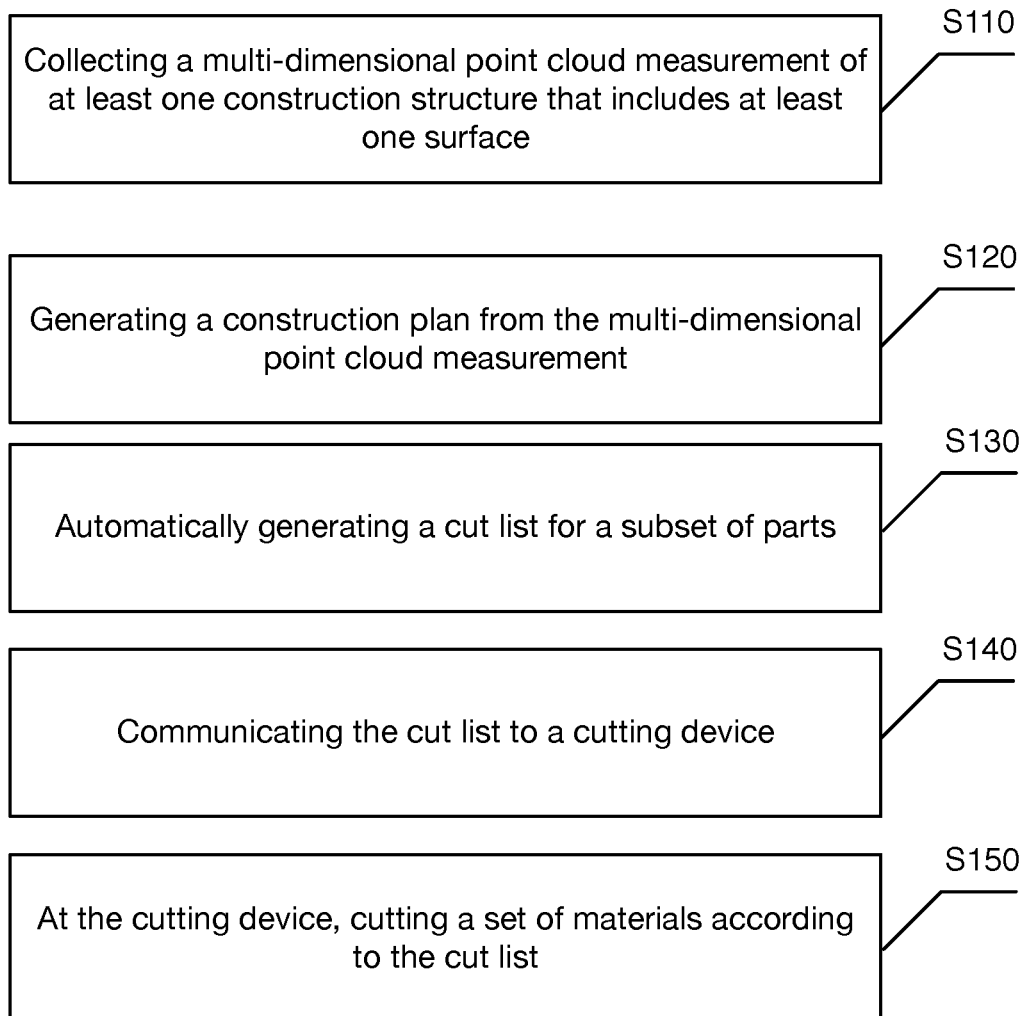 S110
Collecting a multi-dimensional point cloud measurement of
at least one construction structure that includes at least
one surface
S120
Generating a construction plan from the multi-dimensional
point cloud measurement
S130
Automatically generating a cut list for a subset of parts
S140
Communicating the cut list to a cutting device
S150
At the cutting device, cutting a set of materials according
to the cut list